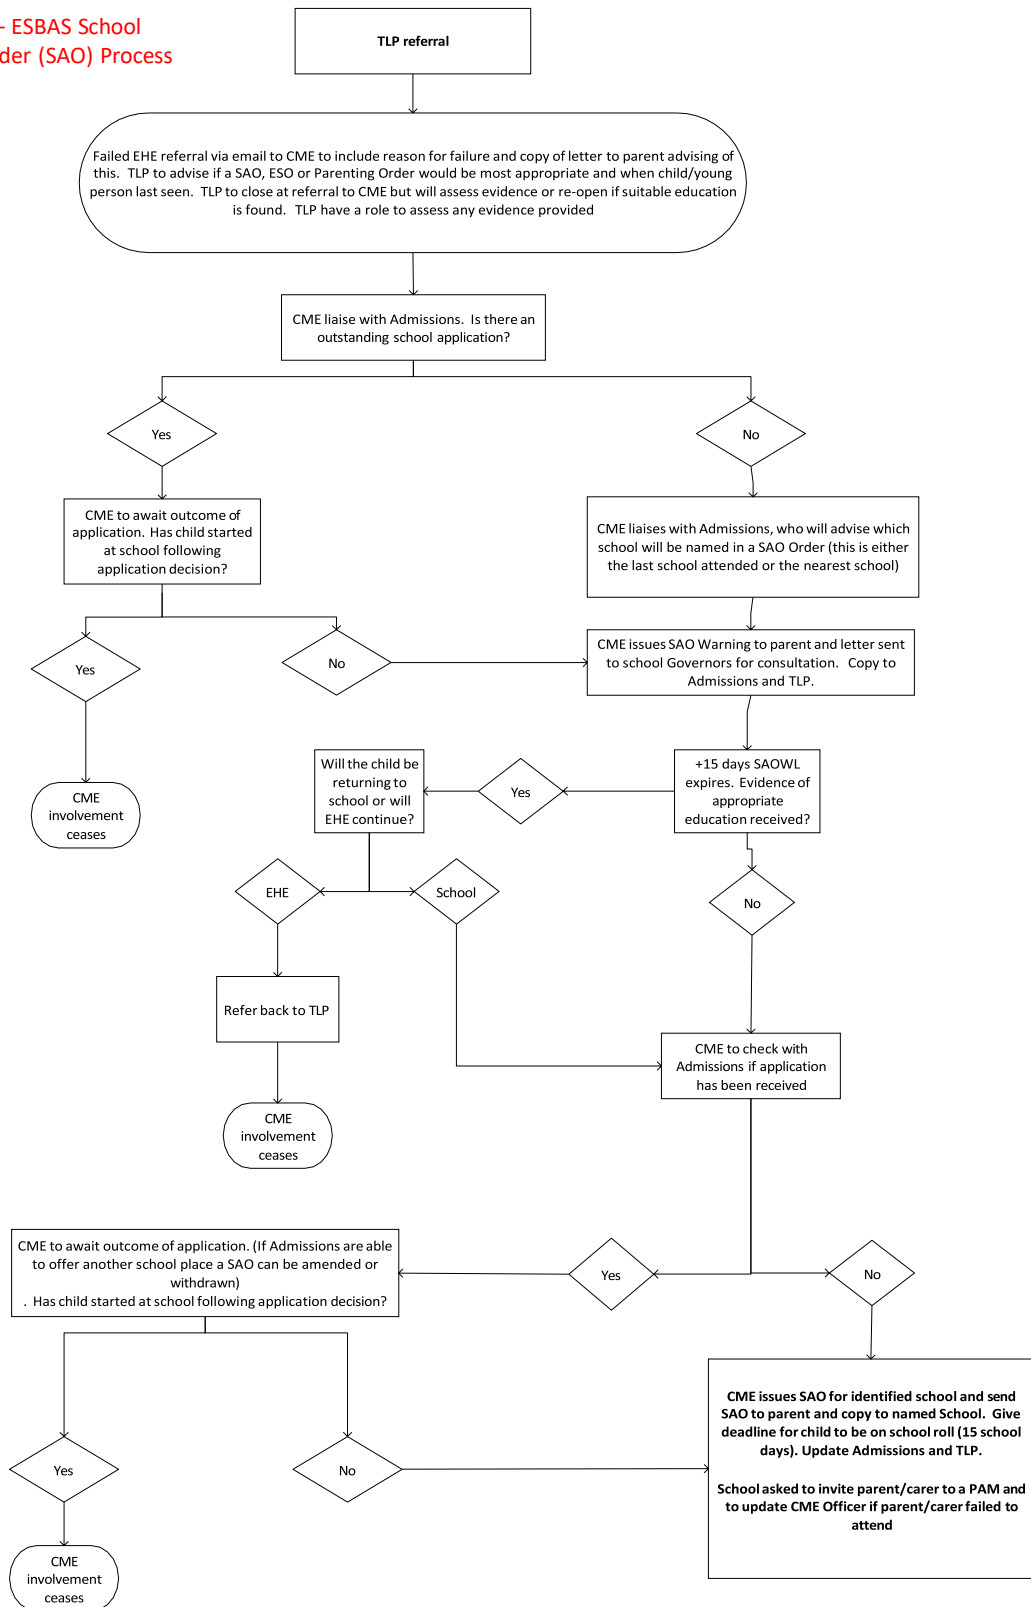 - ESBAS School
der (SAO) Process
TLP referral
Failed EHE referral via email to CME to include reason for failure and copy of letter to parent advising of
this. TLP to advise if a SAO, ESO or Parenting Order would be most appropriate and when child/young
person last seen. TLP to close at referral to CME but will assess evidence or re-open if suitable education
is found. TLP have a role to assess any evidence provided
CME liaise with Admissions. Is there an
outstanding school application?
Yes
No
CME to await outcome of
application. Has child started
at school following
application decision?
CME liaises with Admissions, who will advise which
school will be named in a SAO Order (this is either
the last school attended or the nearest school)
Yes
No
CME issues SAO Warning to parent and letter sent
to school Governors for consultation. Copy to
Admissions and TLP.
CME
involvement
ceases
Will the child be
returning to
school or will
EHE continue?
Yes
+15 days SAOWL
expires. Evidence of
appropriate
education received?
EHE
School
No
Refer back to TLP
CME to check with
Admissions if application
has been received
CME
involvement
ceases
CME to await outcome of application. (If Admissions are able
to offer another school place a SAO can be amended or
withdrawn)
. Has child started at school following application decision?
Yes
No
CME issues SAO for identified school and send
SAO to parent and copy to named School. Give
deadline for child to be on school roll (15 school
days). Update Admissions and TLP.
School asked to invite parent/carer to a PAM and
to update CME Officer if parent/carer failed to
attend
Yes
No
CME
involvement
ceases